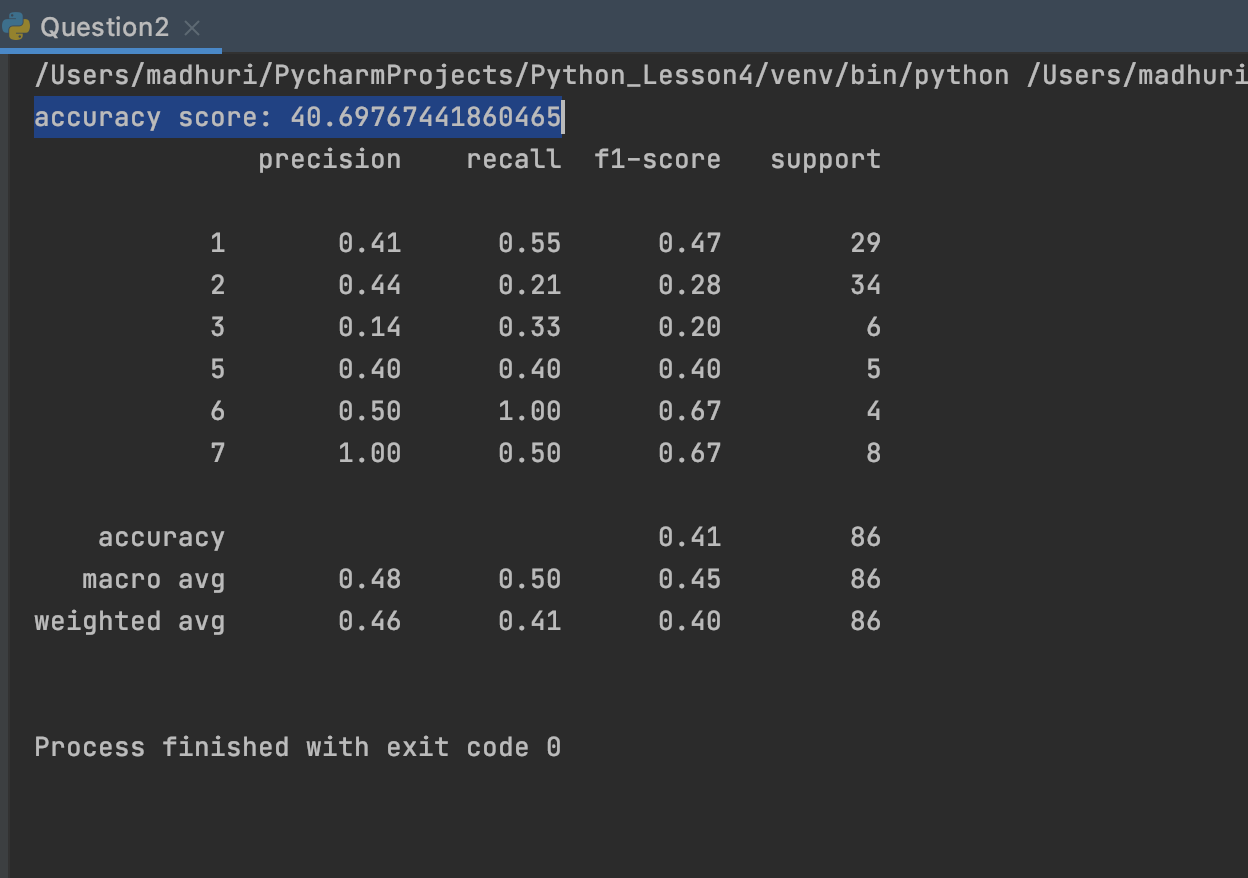 Question2
/Users/madhuri/PycharmProjects/Python_Lesson4/venv/bin/python /Users/madhuri
accuracy score: 40.69767441860465
precision recall f1-score support
1 0.41 0.55 0.47 29
2 0.44 0.21 0.28 34
3 0.14 0.33 0.20 6
5 0.40 0.40 0.40 5
6 0.50 1.00 0.67 4
7 1.00 0.50 0.67 8
accuracy 0.41 86
macro avg 0.48 0.50 0.45 86
weighted avg 0.46 0.41 0.40 86
Process finished with exit code 0